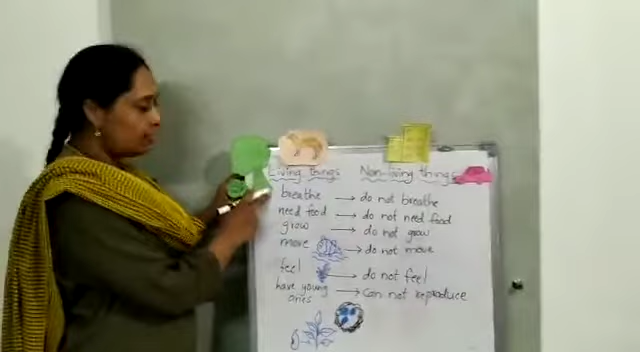 Living things Non-living things
breathe → do not breathe
need food → do not need food
grow → do not grow
move → do not move
feel → do not feel
have young ones → Can not reproduce